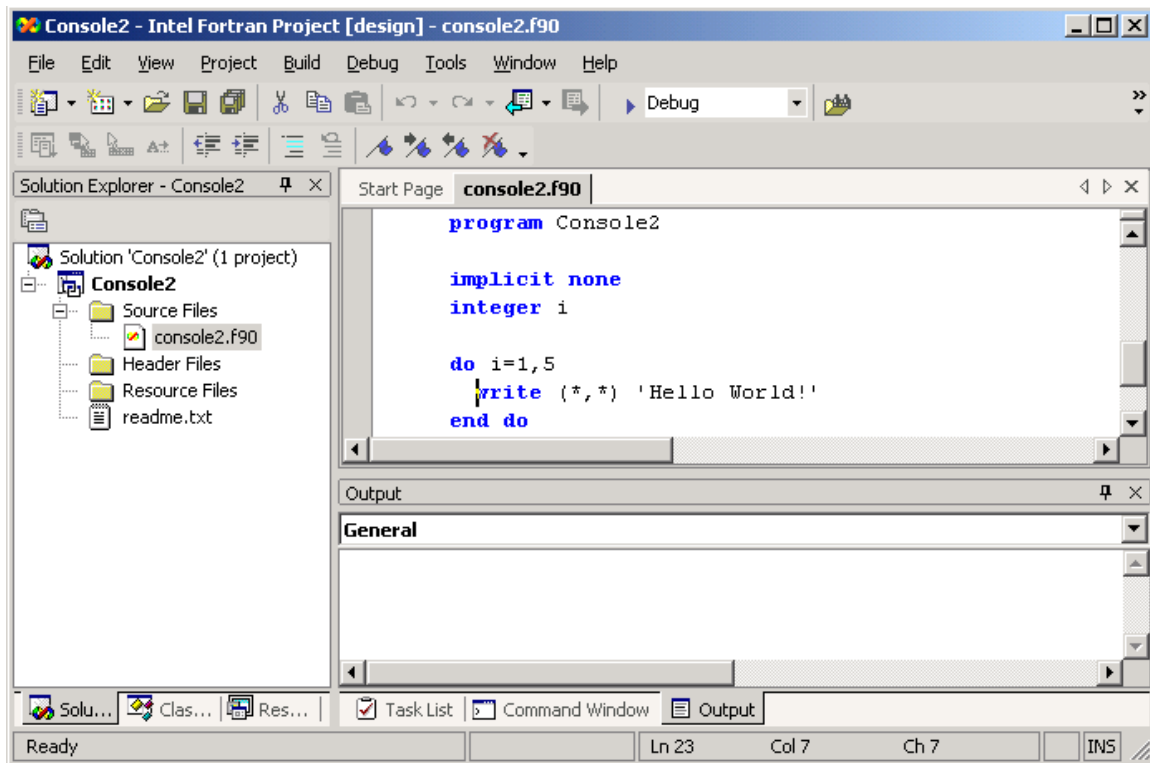 Console2 - Intel Fortran Project [design] - console2.f90
File Edit View Project Build Debug Tools Window Help
Debug
Solution Explorer - Console2
Solution 'Console2' (1 project)
Console2
Source Files
console2.f90
Header Files
Resource Files
readme.txt
Start Page console2.f90
program Console2
implicit none
integer i
do i=1,5
write (*,*) 'Hello World!'
end do
Output
General
Solu... Clas... Res...
Task List Command Window Output
Ready Ln 23 Col 7 Ch 7 INS